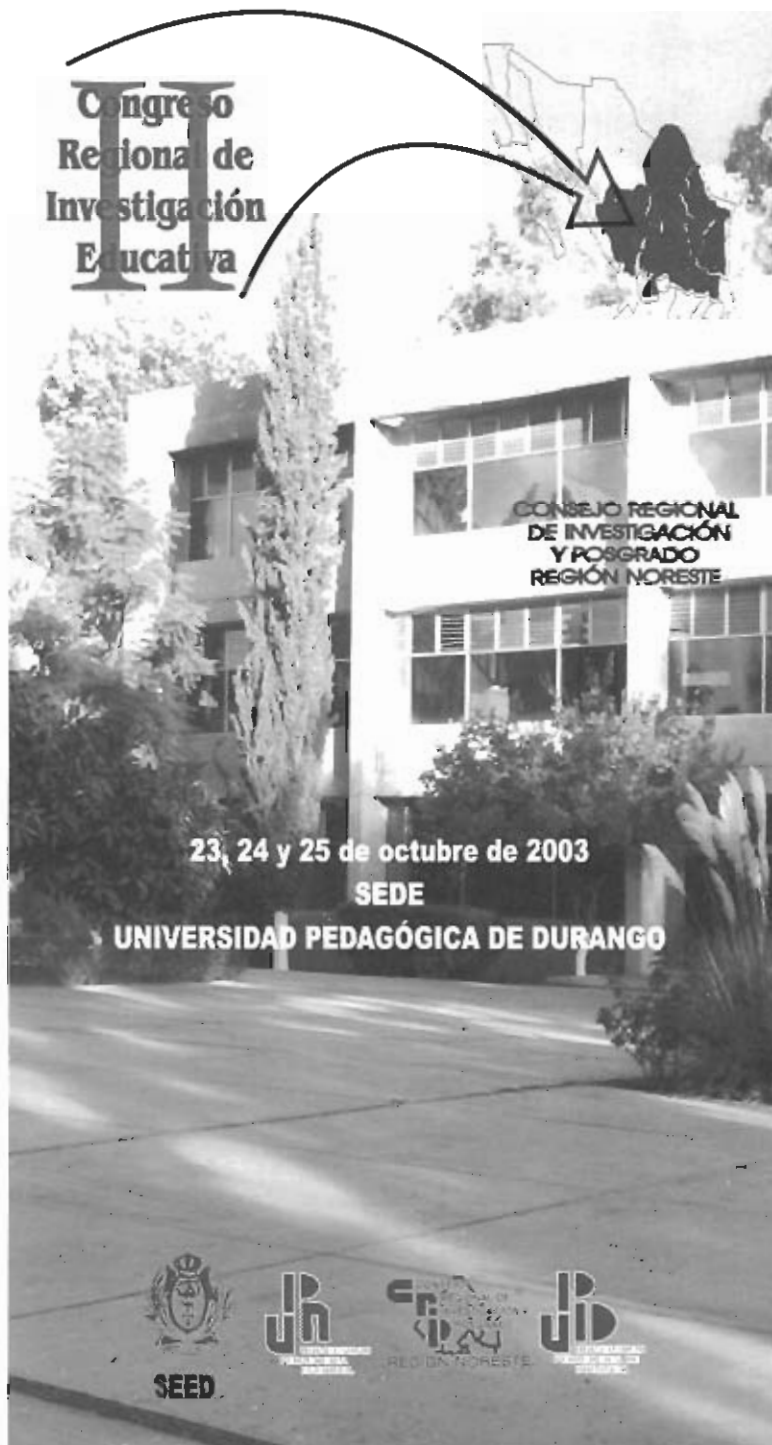 II
Congreso
Regional de
Investigación
Educativa
CONSEJO REGIONAL
DE INVESTIGACIÓN
Y POSGRADO
REGIÓN NORESTE
23, 24 y 25 de octubre de 2003
SEDE
UNIVERSIDAD PEDAGÓGICA DE DURANGO
SEED
REGIÓN NORESTE